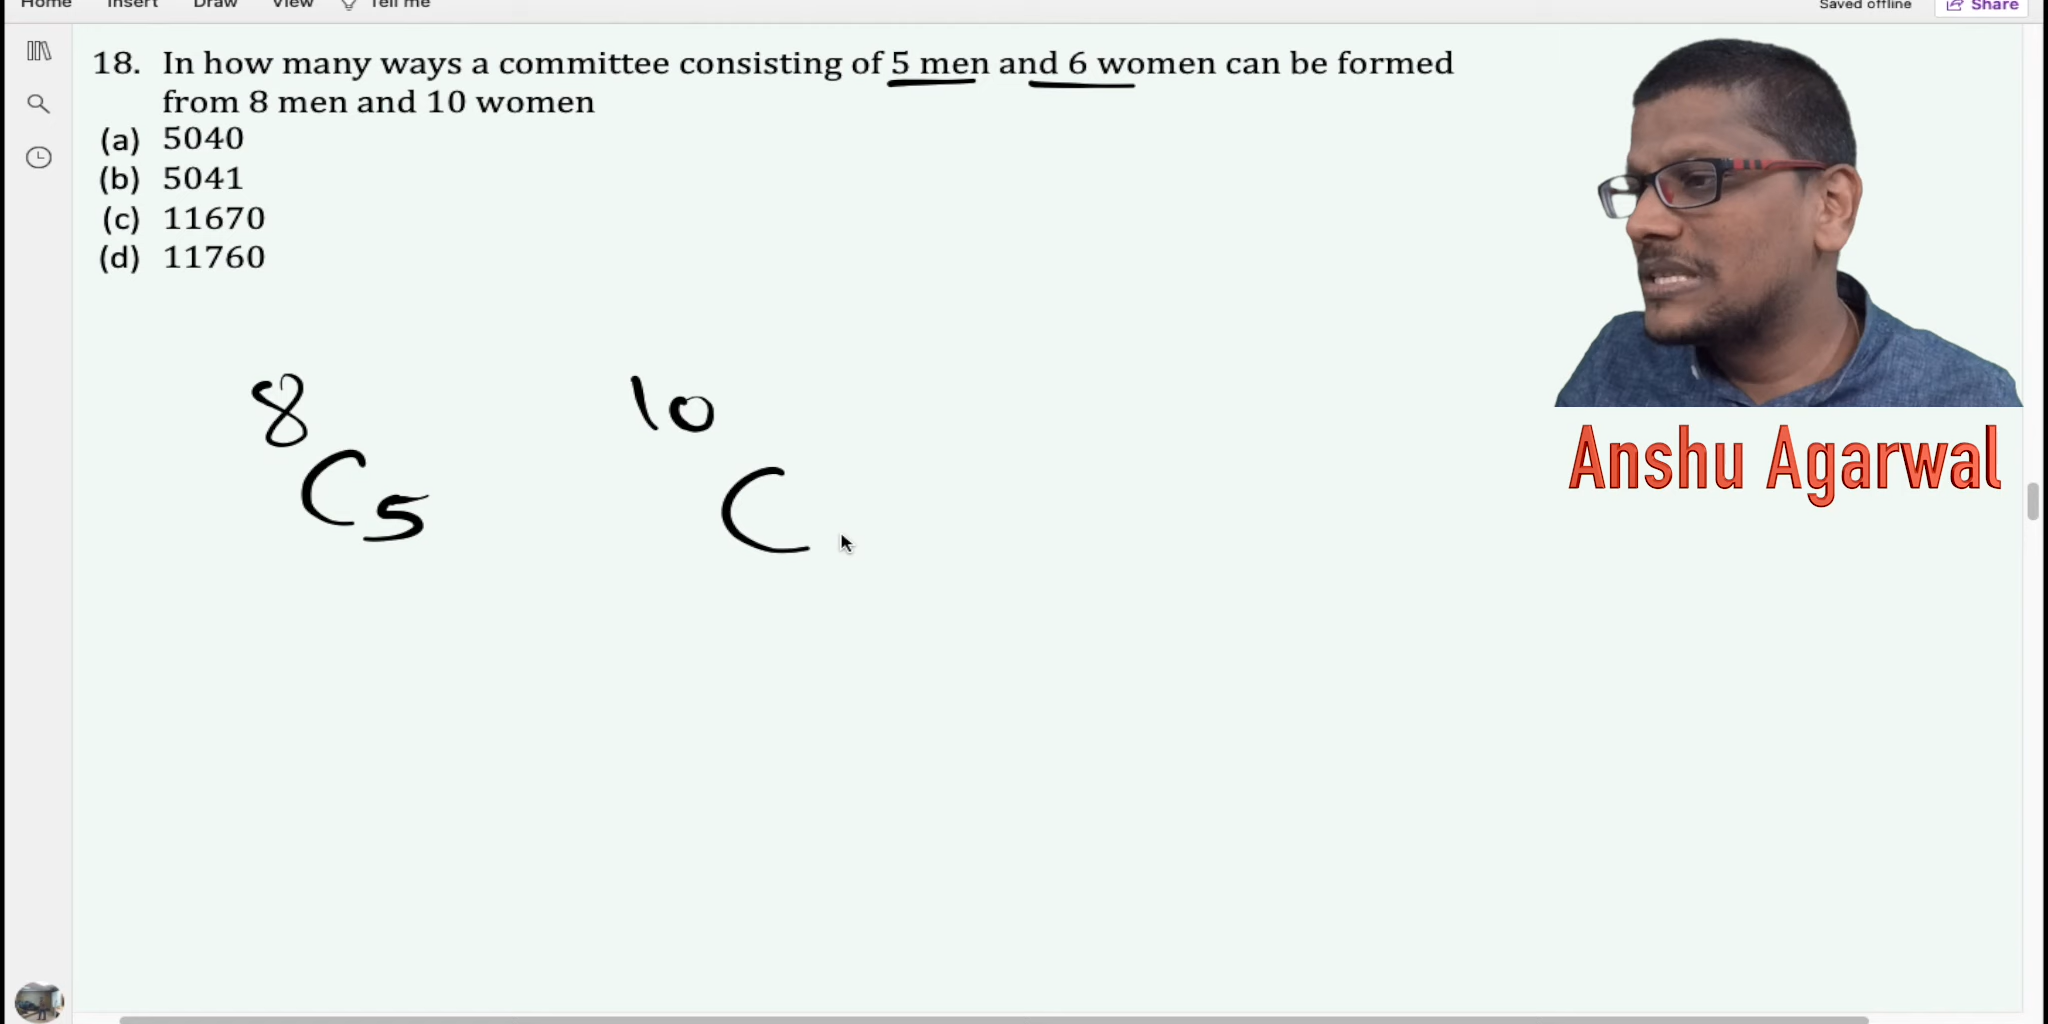 Home Insert Draw View Tell me Saved offline Share
18. In how many ways a committee consisting of 5 men and 6 women can be formed
from 8 men and 10 women
(a) 5040
(b) 5041
(c) 11670
(d) 11760
8 C 5 10 C
Anshu Agarwal